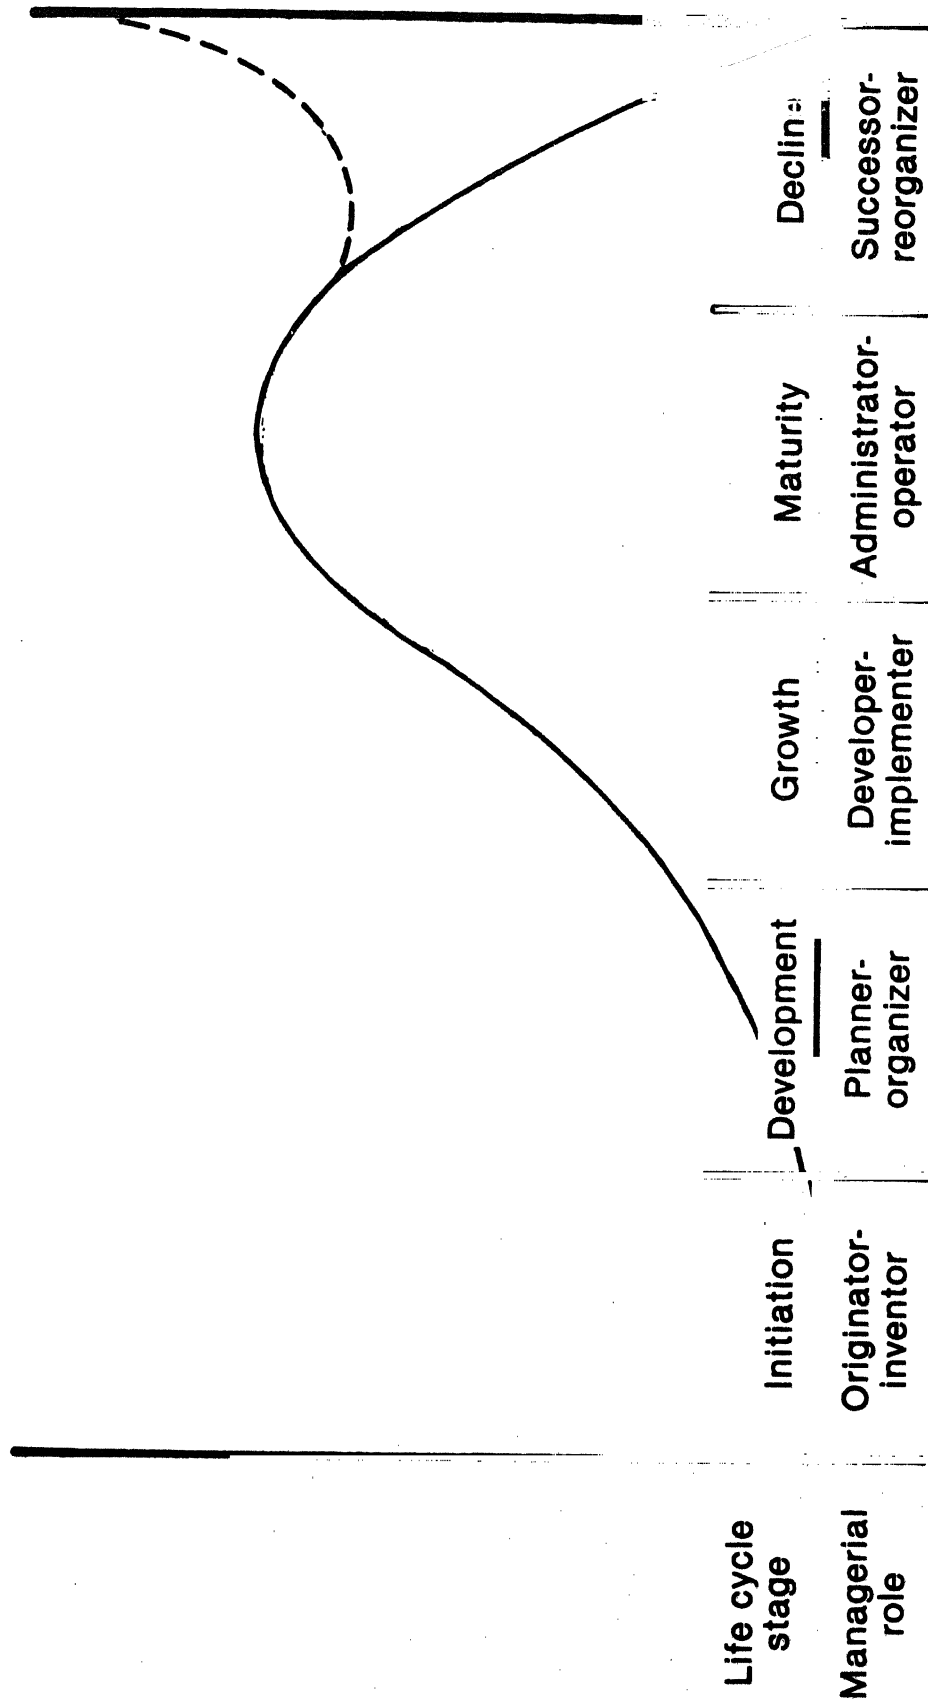 Life cycle
stage
Initiation
Development
Growth
Maturity
Decline
Managerial
role
Originator-
inventor
Planner-
organizer
Developer-
implementer
Administrator-
operator
Successor-
reorganizer